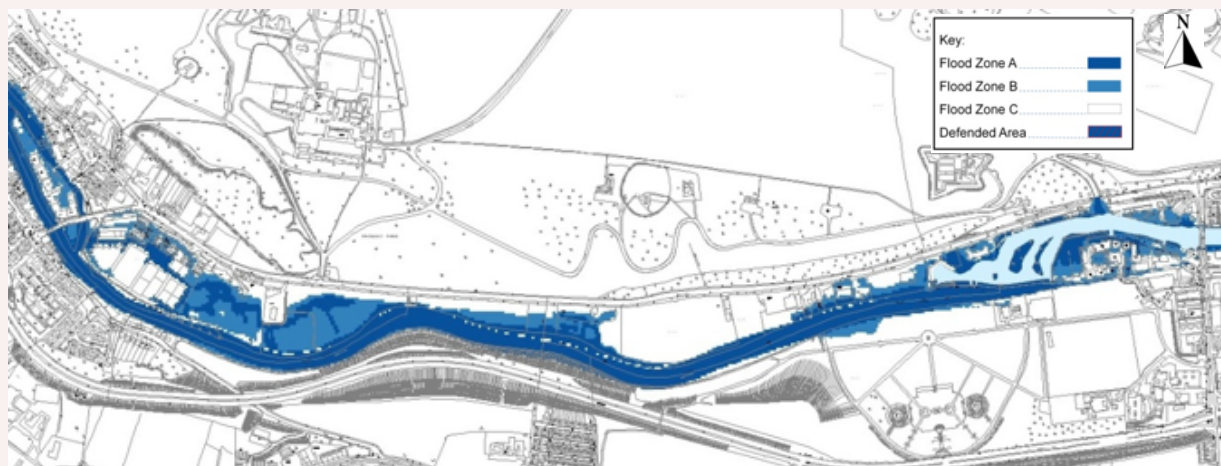 N
Key:
Flood Zone A
Flood Zone B
Flood Zone C
Defended Area